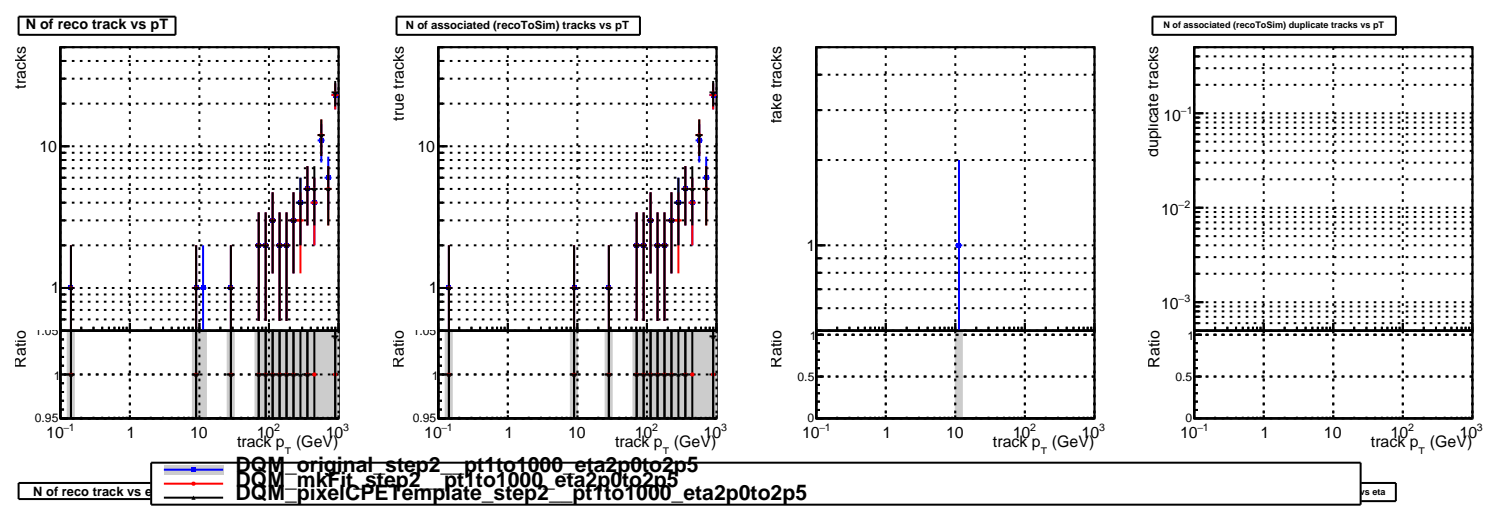 N of reco track vs pT
N of associated (recoToSim) tracks vs pT
N of associated (recoToSim) duplicate tracks vs pT
tracks
10
1
Ratio
1.05
1
0.95
10⁻¹ 1 10 10² 10³
track p_T (GeV)
true tracks
10
1
Ratio
1.05
1
0.95
10⁻¹ 1 10 10² 10³
track p_T (GeV)
fake tracks
1
Ratio
1
0.5
0
10⁻¹ 1 10 10² 10³
track p_T (GeV)
duplicate tracks
10⁻¹
10⁻²
10⁻³
Ratio
1
0.5
0
10⁻¹ 1 10 10² 10³
track p_T (GeV)
DQM_original_step2__pt1to1000_eta2p0to2p5
DQM_mkFit_step2__pt1to1000_eta2p0to2p5
DQM_pixelCPETemplate_step2__pt1to1000_eta2p0to2p5
N of reco track vs e
vs eta